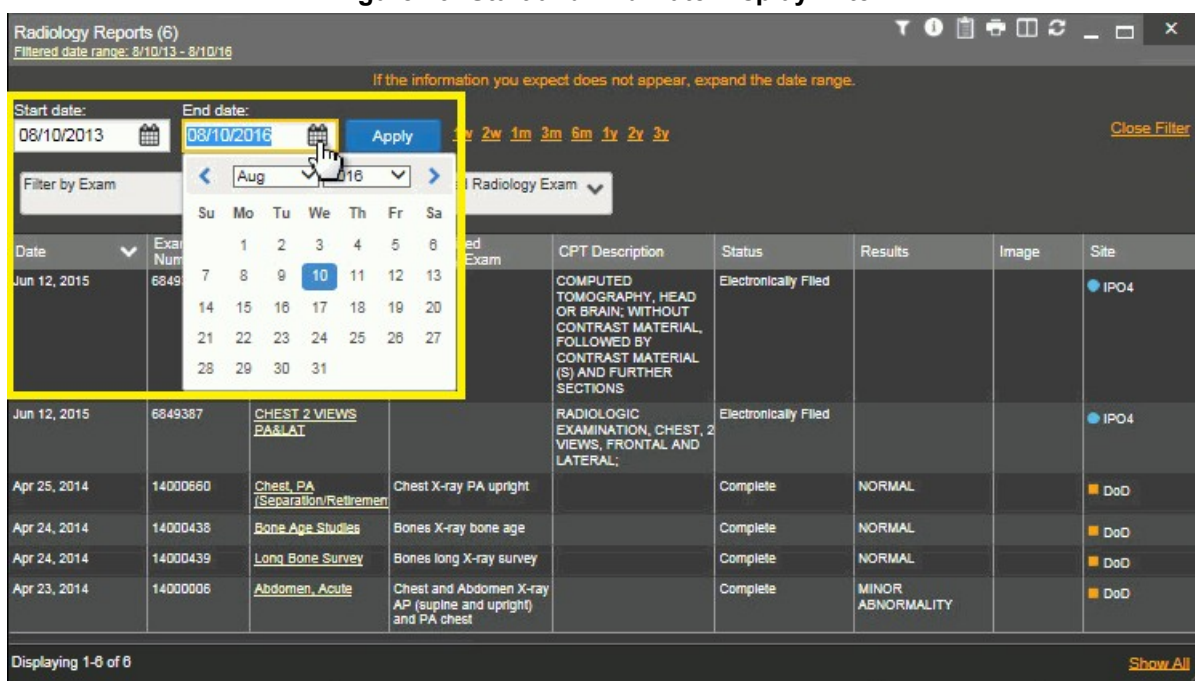 Radiology Reports (6)
Filtered date range: 8/10/13 - 8/10/16
If the information you expect does not appear, expand the date range.
Start date:
End date:
08/10/2013
08/10/2016
Apply
2w 1m 3m 6m 1y 2y 3y
Close Filter
Filter by Exam
Radiology Exam
Aug
Su Mo Tu We Th Fr Sa
1 2 3 4 5 6
7 8 9 10 11 12 13
14 15 16 17 18 19 20
21 22 23 24 25 26 27
28 29 30 31
Date
CPT Description
Status
Results
Image
Site
Exam
Jun 12, 2015
COMPUTED
TOMOGRAPHY, HEAD
OR BRAIN; WITHOUT
CONTRAST MATERIAL,
FOLLOWED BY
CONTRAST MATERIAL
(S) AND FURTHER
SECTIONS
Electronically Filed
IPO4
Jun 12, 2015
6849387
CHEST 2 VIEWS
PA&LAT
RADIOLOGIC
EXAMINATION, CHEST, 2
VIEWS, FRONTAL AND
LATERAL;
Electronically Filed
IPO4
Apr 25, 2014
14000660
Chest, PA
(Separation/Retiremen
Chest X-ray PA upright
Complete
NORMAL
DoD
Apr 24, 2014
14000438
Bone Age Studies
Bones X-ray bone age
Complete
NORMAL
DoD
Apr 24, 2014
14000439
Long Bone Survey
Bones long X-ray survey
Complete
NORMAL
DoD
Apr 23, 2014
14000006
Abdomen, Acute
Chest and Abdomen X-ray
AP (supine and upright)
and PA chest
Complete
MINOR
ABNORMALITY
DoD
Displaying 1-6 of 6
Show All